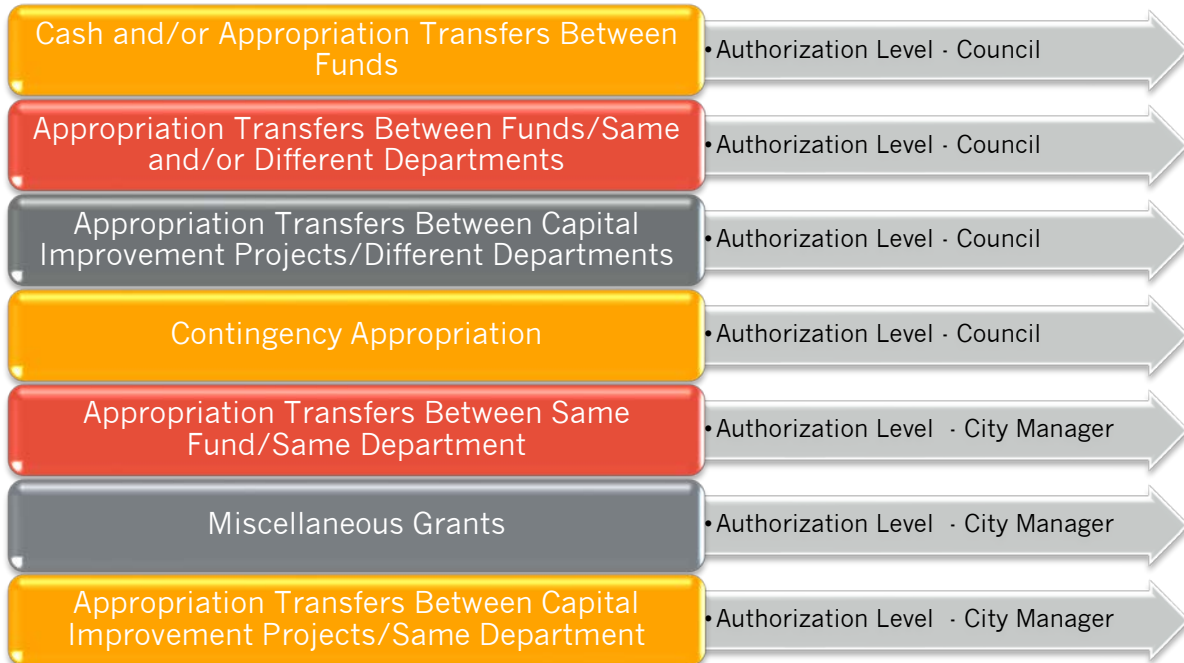 Cash and/or Appropriation Transfers Between
Funds
•Authorization Level - Council
Appropriation Transfers Between Funds/Same
and/or Different Departments
•Authorization Level - Council
Appropriation Transfers Between Capital
Improvement Projects/Different Departments
•Authorization Level - Council
Contingency Appropriation
•Authorization Level - Council
Appropriation Transfers Between Same
Fund/Same Department
•Authorization Level - City Manager
Miscellaneous Grants
•Authorization Level - City Manager
Appropriation Transfers Between Capital
Improvement Projects/Same Department
•Authorization Level - City Manager